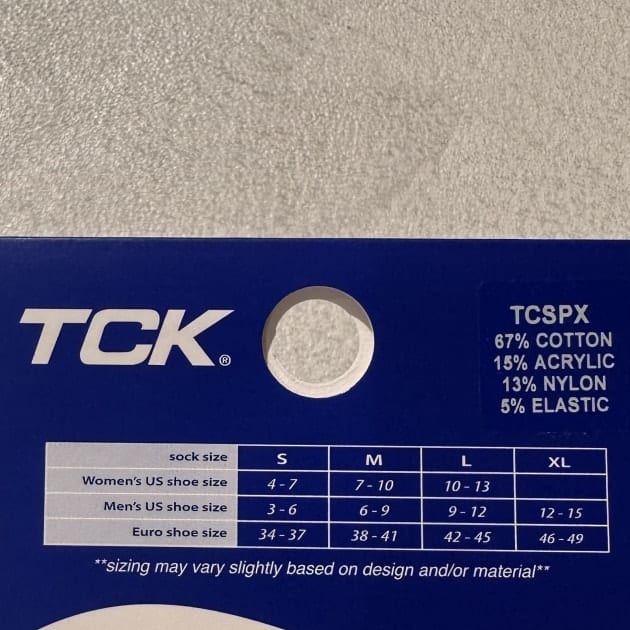 TCK®
TCSPX
67% COTTON
15% ACRYLIC
13% NYLON
5% ELASTIC
sock size S M L XL
Women's US shoe size 4 - 7 7 - 10 10 - 13
Men's US shoe size 3 - 6 6 - 9 9 - 12 12 - 15
Euro shoe size 34 - 37 38 - 41 42 - 45 46 - 49
**sizing may vary slightly based on design and/or material**